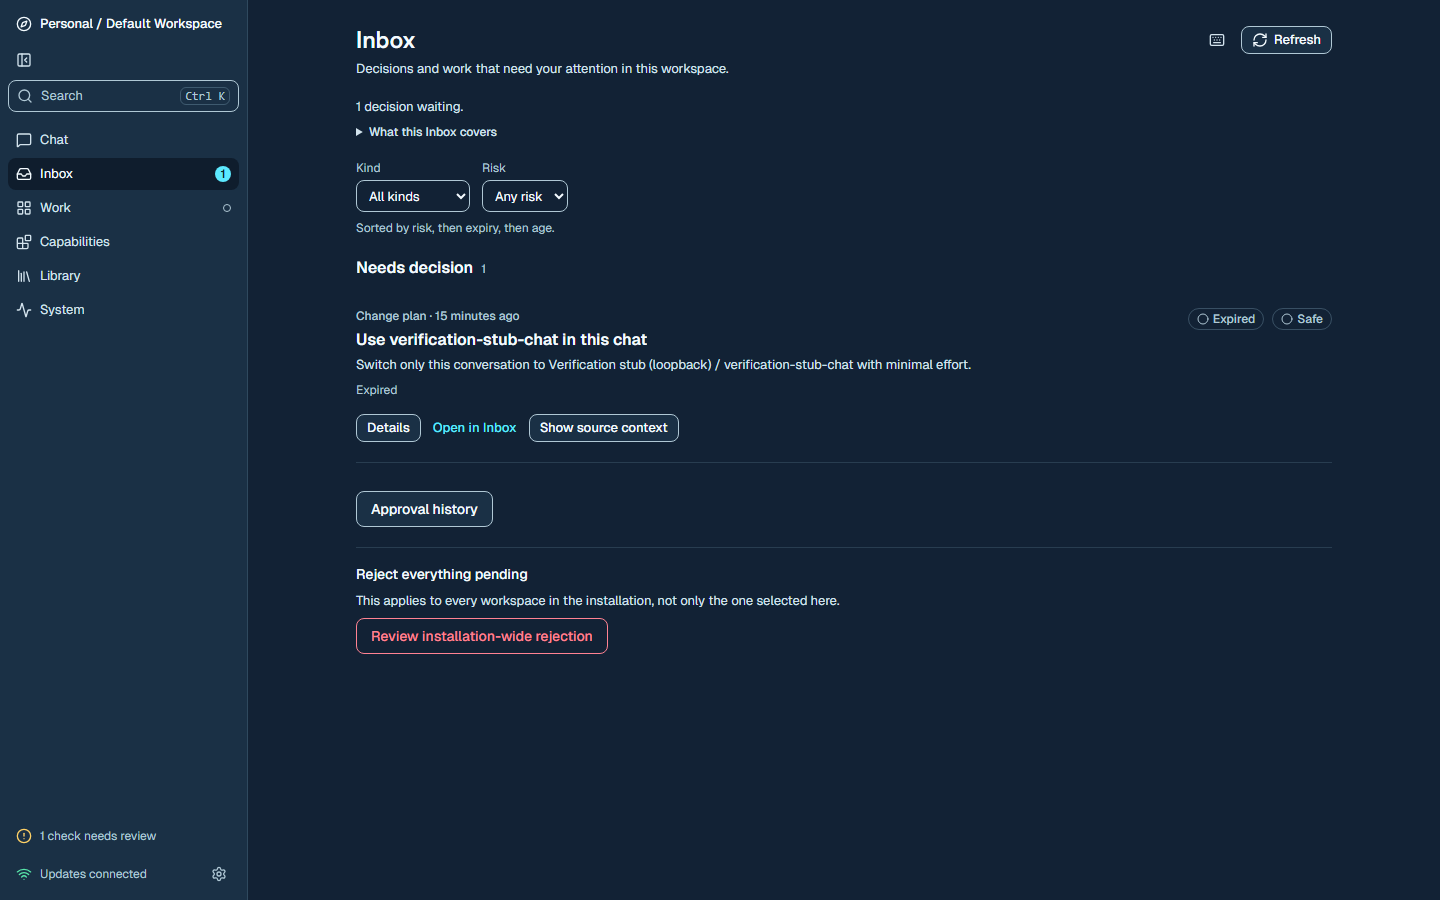 Personal / Default Workspace
Search
Ctrl K
Chat
Inbox
1
Work
Capabilities
Library
System
1 check needs review
Updates connected
Inbox
Refresh
Decisions and work that need your attention in this workspace.
1 decision waiting.
What this Inbox covers
Kind
Risk
All kinds
Any risk
Sorted by risk, then expiry, then age.
Needs decision 1
Change plan · 15 minutes ago
Expired
Safe
Use verification-stub-chat in this chat
Switch only this conversation to Verification stub (loopback) / verification-stub-chat with minimal effort.
Expired
Details
Open in Inbox
Show source context
Approval history
Reject everything pending
This applies to every workspace in the installation, not only the one selected here.
Review installation-wide rejection